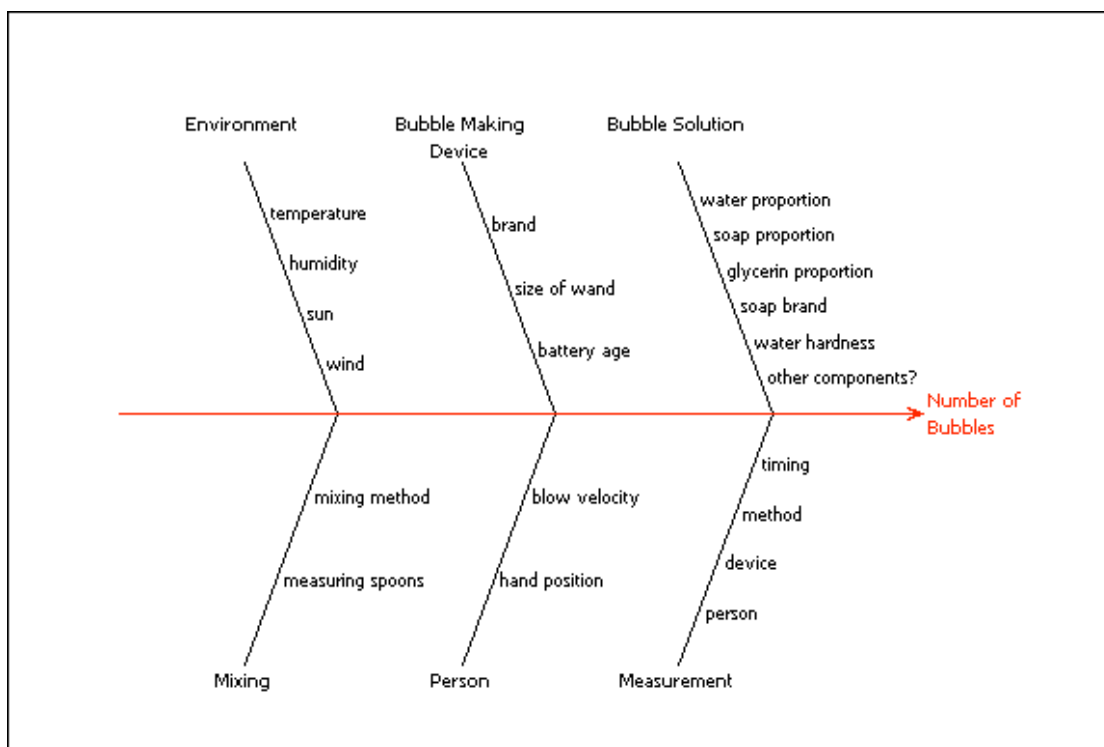 Environment
Bubble Making
Device
Bubble Solution
temperature
humidity
sun
wind
brand
size of wand
battery age
water proportion
soap proportion
glycerin proportion
soap brand
water hardness
other components?
Number of
Bubbles
mixing method
measuring spoons
blow velocity
hand position
timing
method
device
person
Mixing
Person
Measurement